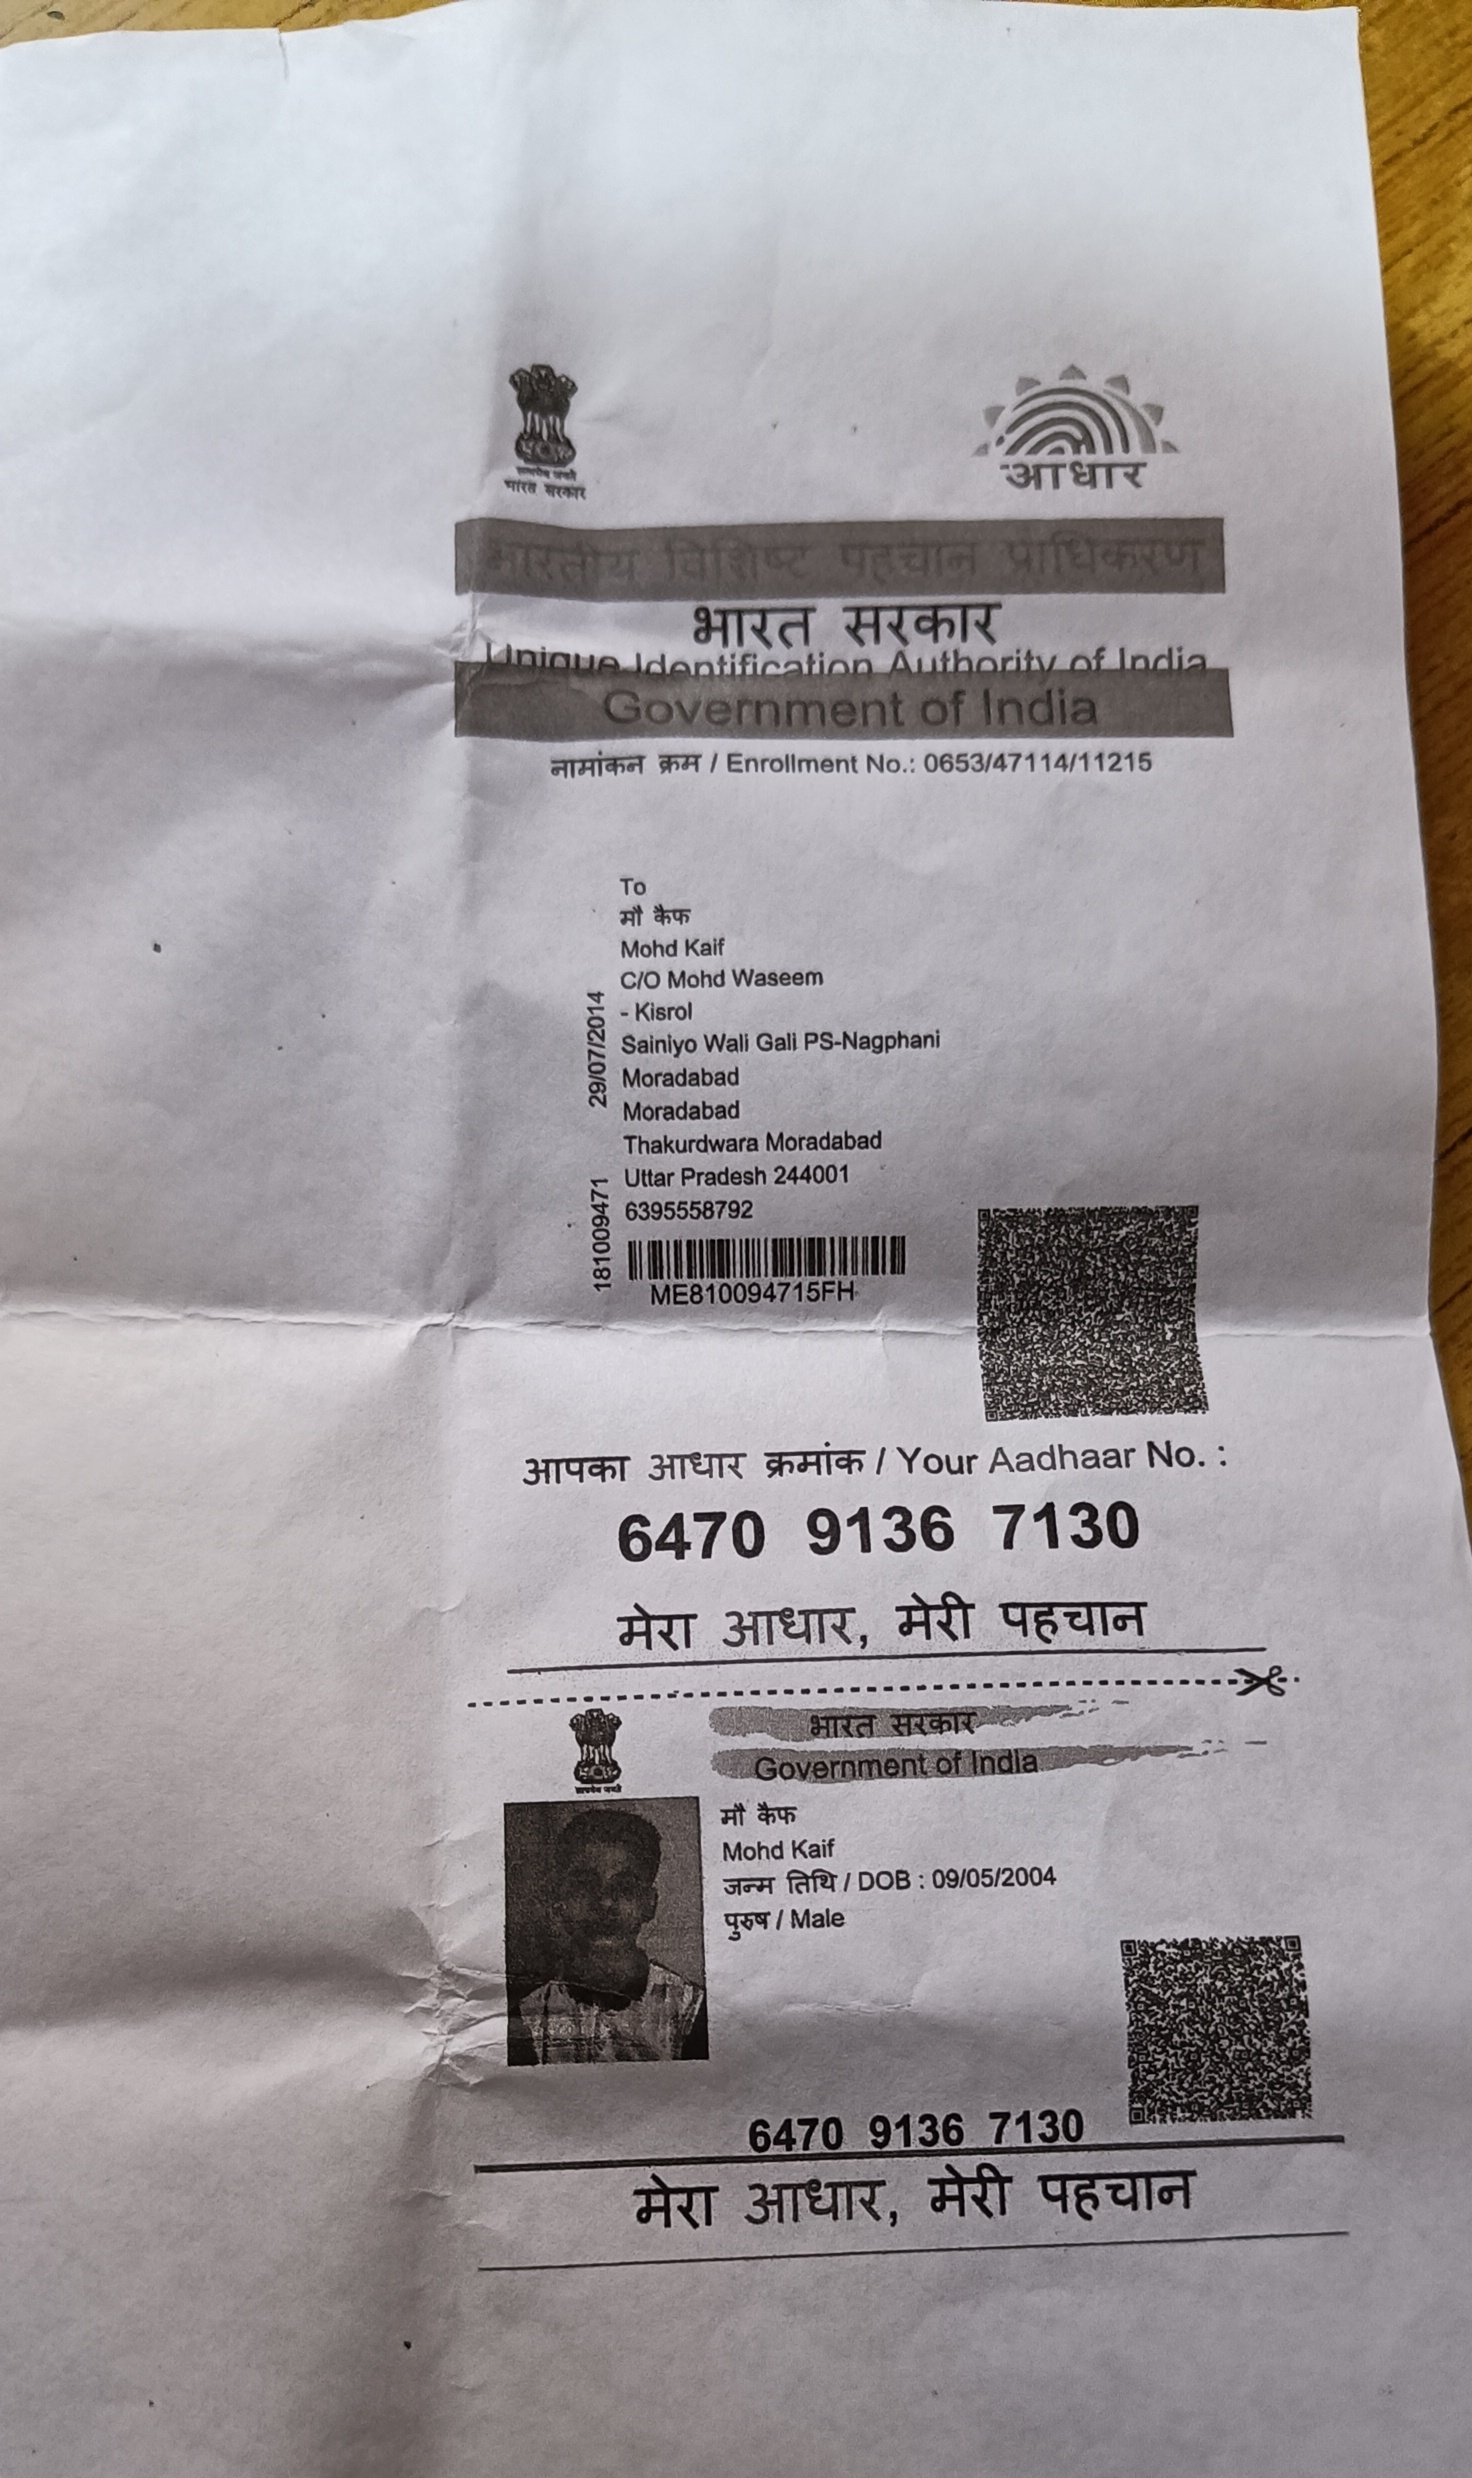 भारत सरकार
आधार
भारतीय विशिष्ट पहचान प्राधिकरण
भारत सरकार
Unique Identification Authority of India
Government of India
नामांकन क्रम / Enrollment No.: 0653/47114/11215
To
मौ कैफ
Mohd Kaif
C/O Mohd Waseem
- Kisrol
Sainiyo Wali Gali PS-Nagphani
Moradabad
Moradabad
Thakurdwara Moradabad
Uttar Pradesh 244001
6395558792
29/07/2014
181009471
ME810094715FH
आपका आधार क्रमांक / Your Aadhaar No. :
6470 9136 7130
मेरा आधार, मेरी पहचान
भारत सरकार
Government of India
मौ कैफ
Mohd Kaif
जन्म तिथि / DOB : 09/05/2004
पुरुष / Male
6470 9136 7130
मेरा आधार, मेरी पहचान